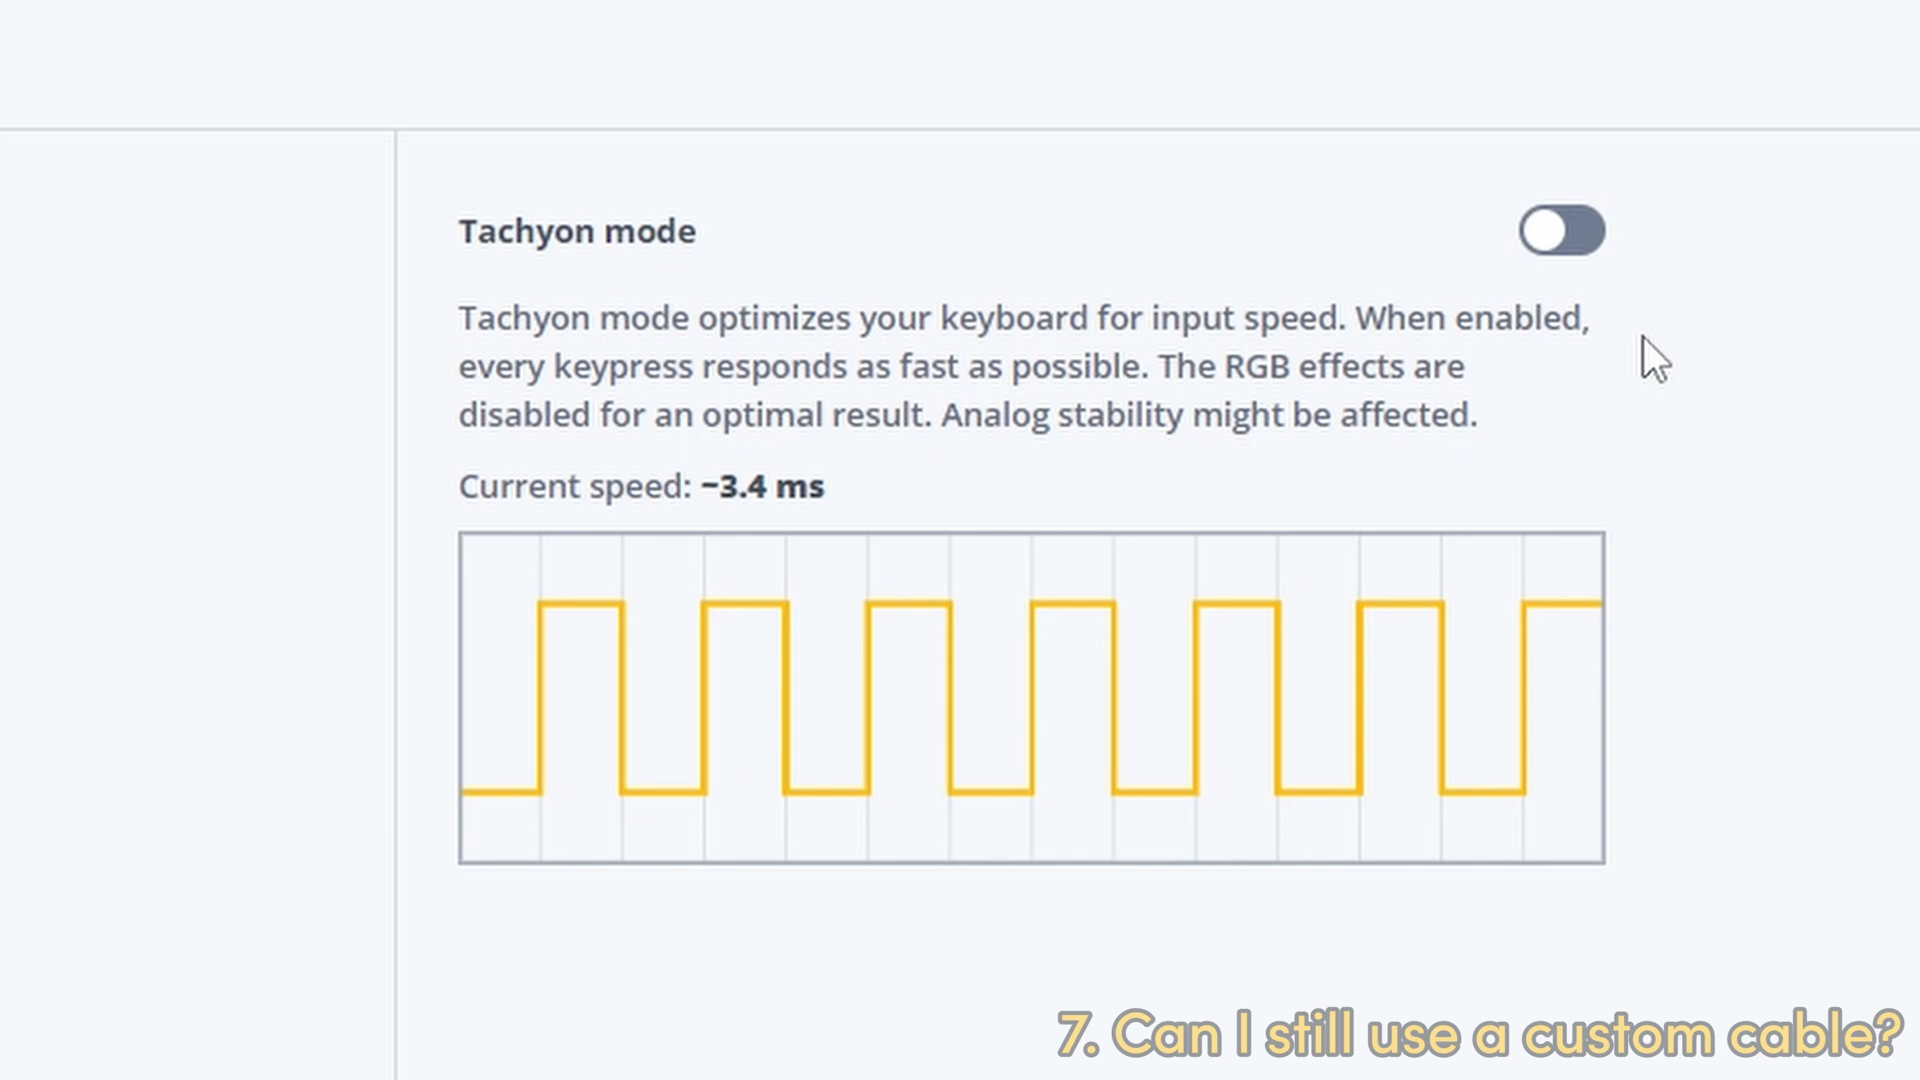 Tachyon mode
Tachyon mode optimizes your keyboard for input speed. When enabled,
every keypress responds as fast as possible. The RGB effects are
disabled for an optimal result. Analog stability might be affected.
Current speed: ~3.4 ms
7. Can I still use a custom cable?